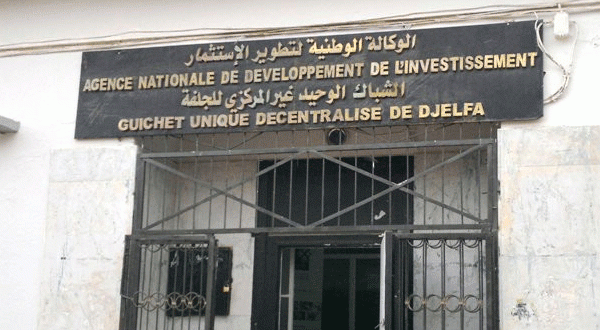 الوكالة الوطنية لتطوير الإستثمار
AGENCE NATIONALE DE DEVELOPPEMENT DE L'INVESTISSEMENT
الشباك الوحيد غير المركزي للجلفة
GUICHET UNIQUE DECENTRALISE DE DJELFA